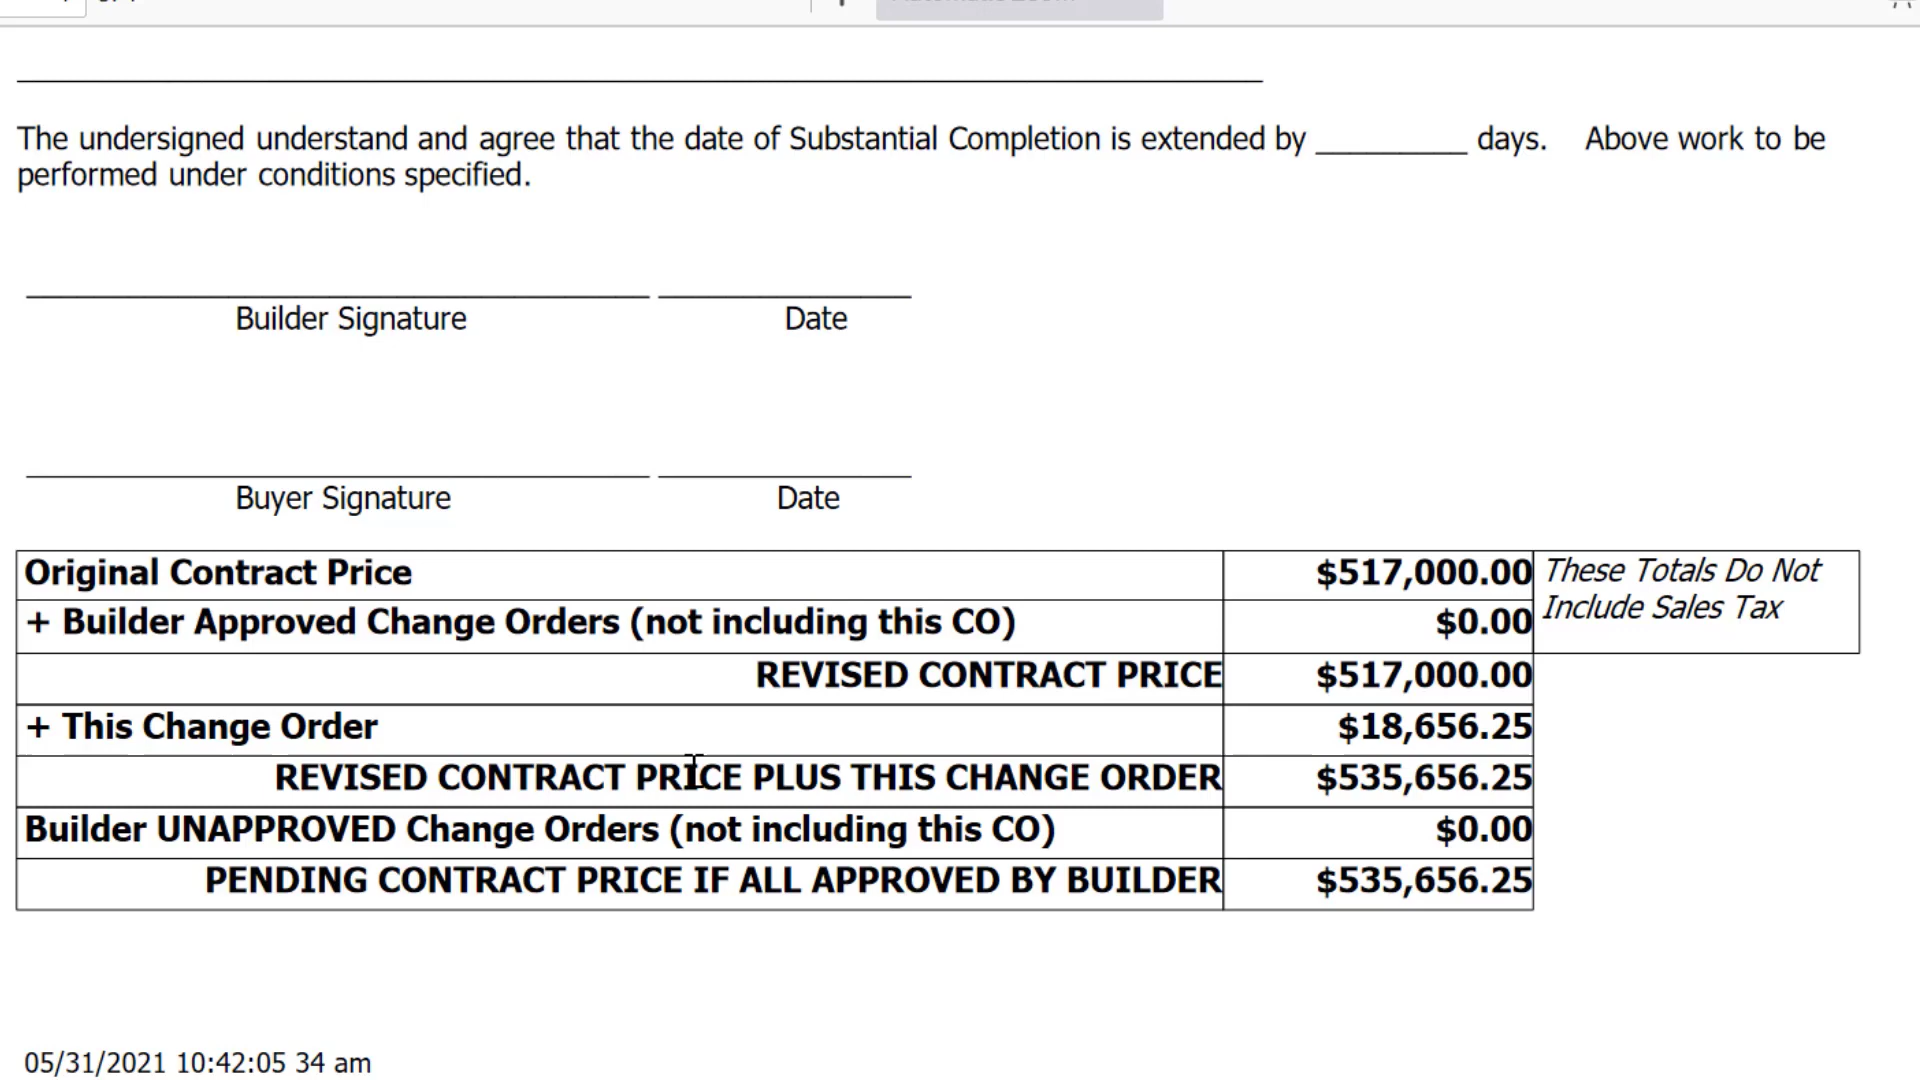 The undersigned understand and agree that the date of Substantial Completion is extended by _________ days. Above work to be
performed under conditions specified.
Builder Signature Date
Buyer Signature Date
Original Contract Price $517,000.00 These Totals Do Not
Include Sales Tax
+ Builder Approved Change Orders (not including this CO) $0.00
REVISED CONTRACT PRICE $517,000.00
+ This Change Order $18,656.25
REVISED CONTRACT PRICE PLUS THIS CHANGE ORDER $535,656.25
Builder UNAPPROVED Change Orders (not including this CO) $0.00
PENDING CONTRACT PRICE IF ALL APPROVED BY BUILDER $535,656.25
05/31/2021 10:42:05 34 am